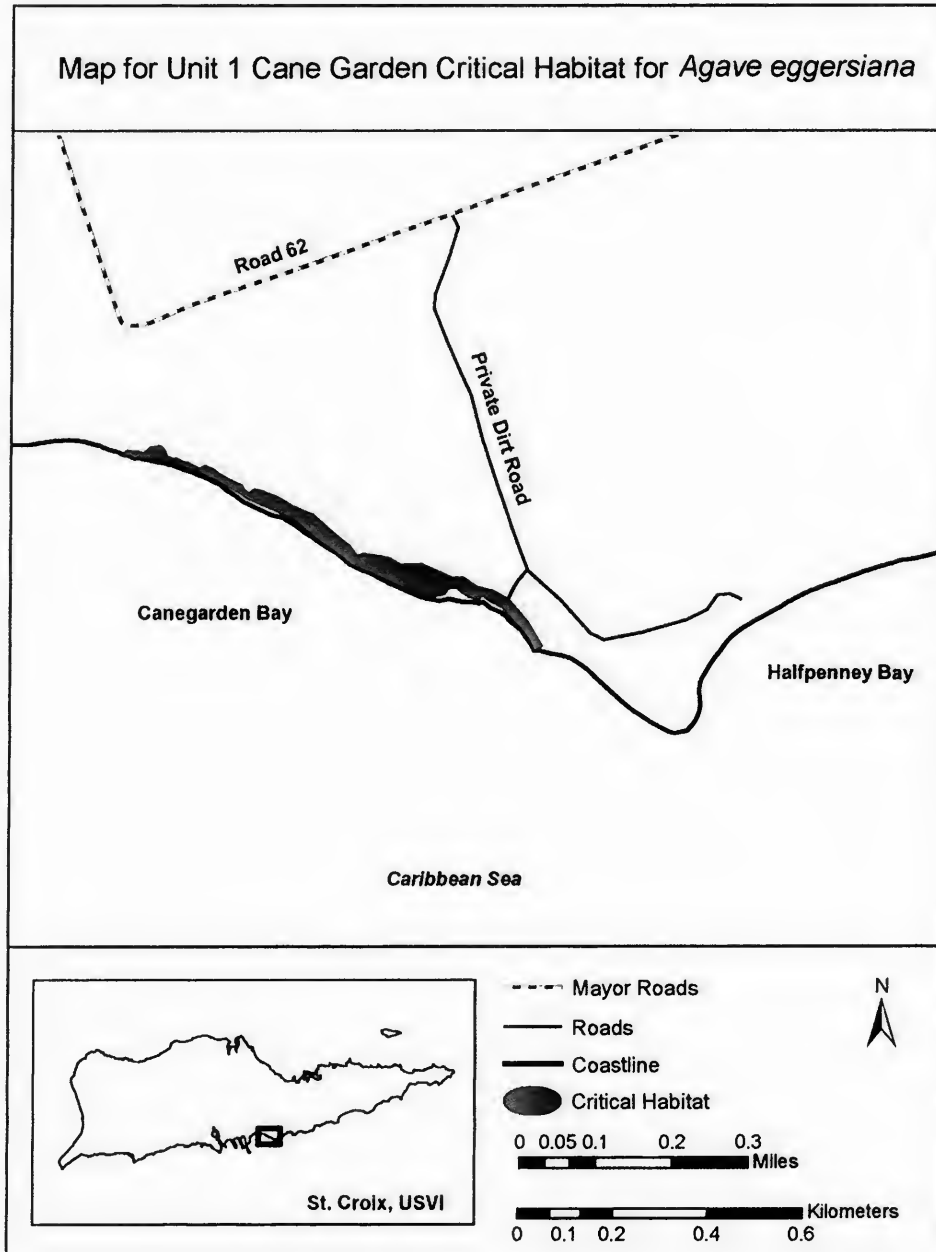 Map for Unit 1 Cane Garden Critical Habitat for Agave eggersiana
Road 62
Private Dirt Road
Canegarden Bay
Halfpenney Bay
Caribbean Sea
St. Croix, USVI
Mayor Roads
Roads
Coastline
Critical Habitat
N
0 0.05 0.1 0.2 0.3
Miles
Kilometers
0 0.1 0.2 0.4 0.6